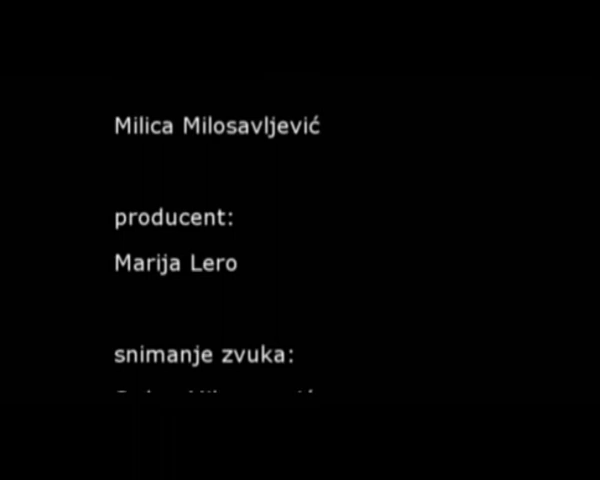 Milica Milosavljević
producent:
Marija Lero
snimanje zvuka: